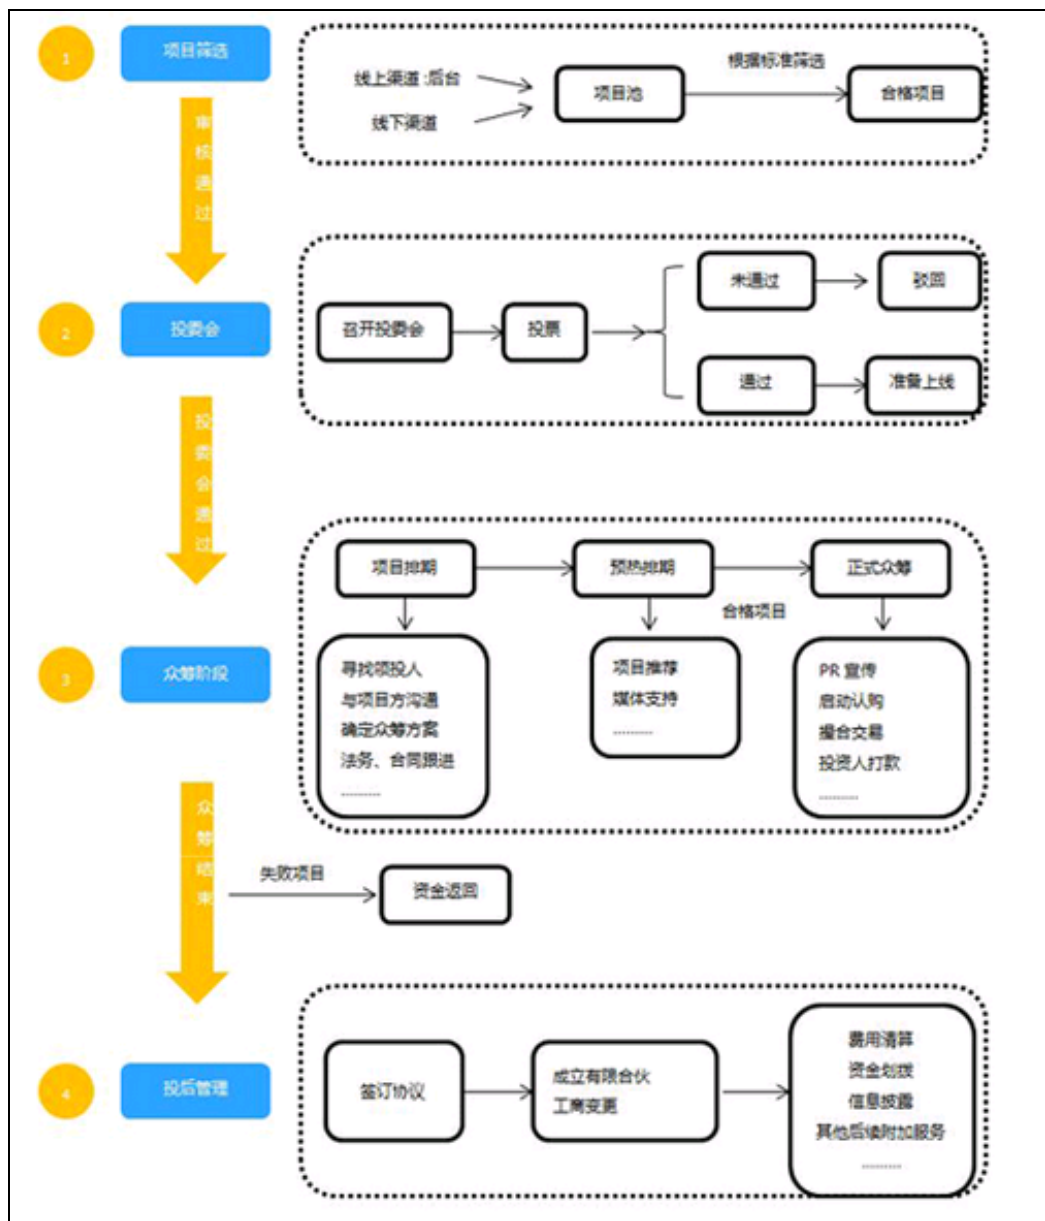 1
项目筛选
线上渠道:后台
线下渠道
项目池
根据标准筛选
合格项目
审核通过
2
投委会
召开投委会
投票
未通过
驳回
通过
准备上线
投委会通过
3
众筹阶段
项目排期
预热排期
正式众筹
合格项目
寻找领投人
与项目方沟通
确定众筹方案
法务、合同跟进
..........
项目推荐
媒体支持
..........
PR 宣传
启动认购
撮合交易
投资人打款
..........
众筹结束
失败项目
资金返回
4
投后管理
签订协议
成立有限合伙
工商变更
费用清算
资金划拨
信息披露
其他后续附加服务
..........